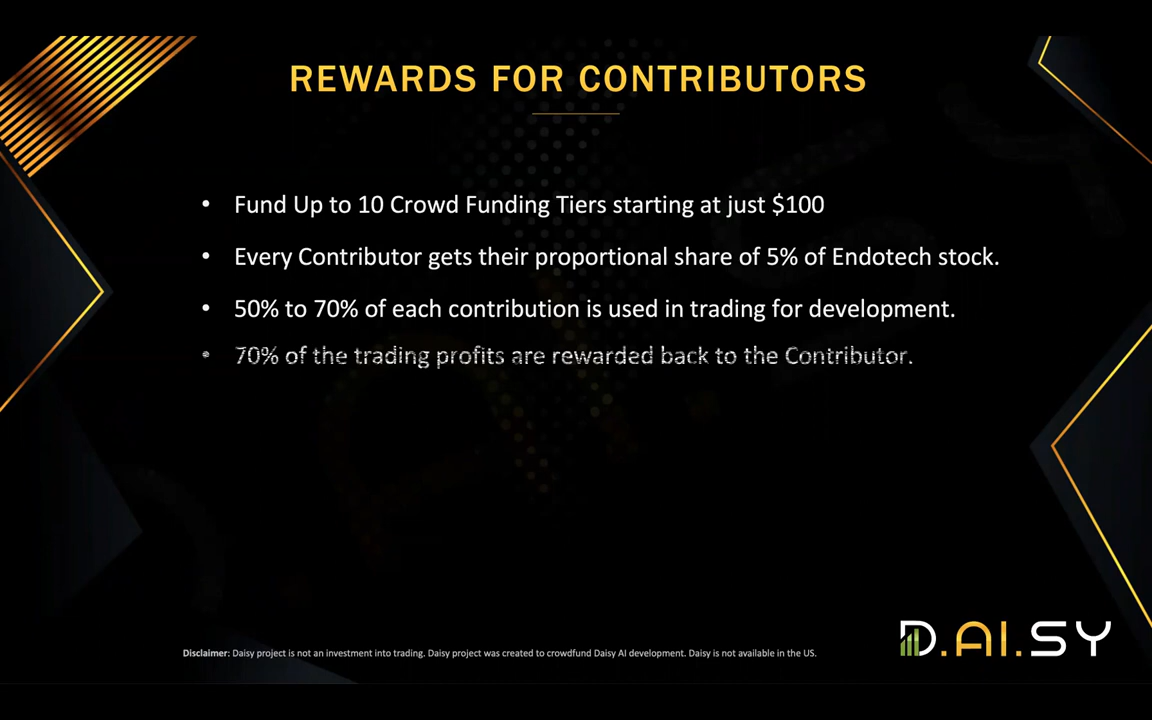 REWARDS FOR CONTRIBUTORS
• Fund Up to 10 Crowd Funding Tiers starting at just $100
• Every Contributor gets their proportional share of 5% of Endotech stock.
• 50% to 70% of each contribution is used in trading for development.
• 70% of the trading profits are rewarded back to the Contributor.
D.AI.SY
Disclaimer: Daisy project is not an investment into trading. Daisy project was created to crowdfund Daisy AI development. Daisy is not available in the US.